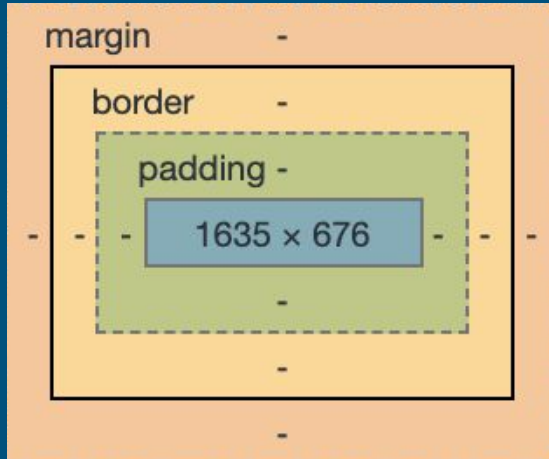 margin -
border -
padding -
- - - 1635 × 676 - - -
-
-
-